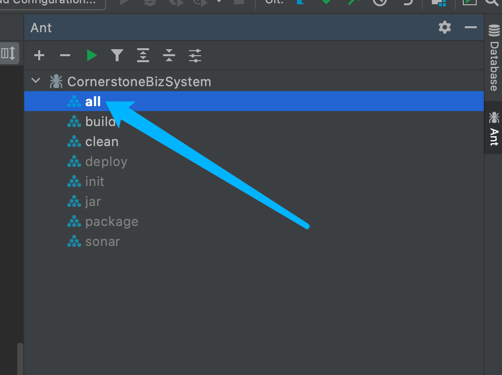 Configuration...
Git:
Ant
CornerstoneBizSystem
all
build
clean
deploy
init
jar
package
sonar
Database
Ant